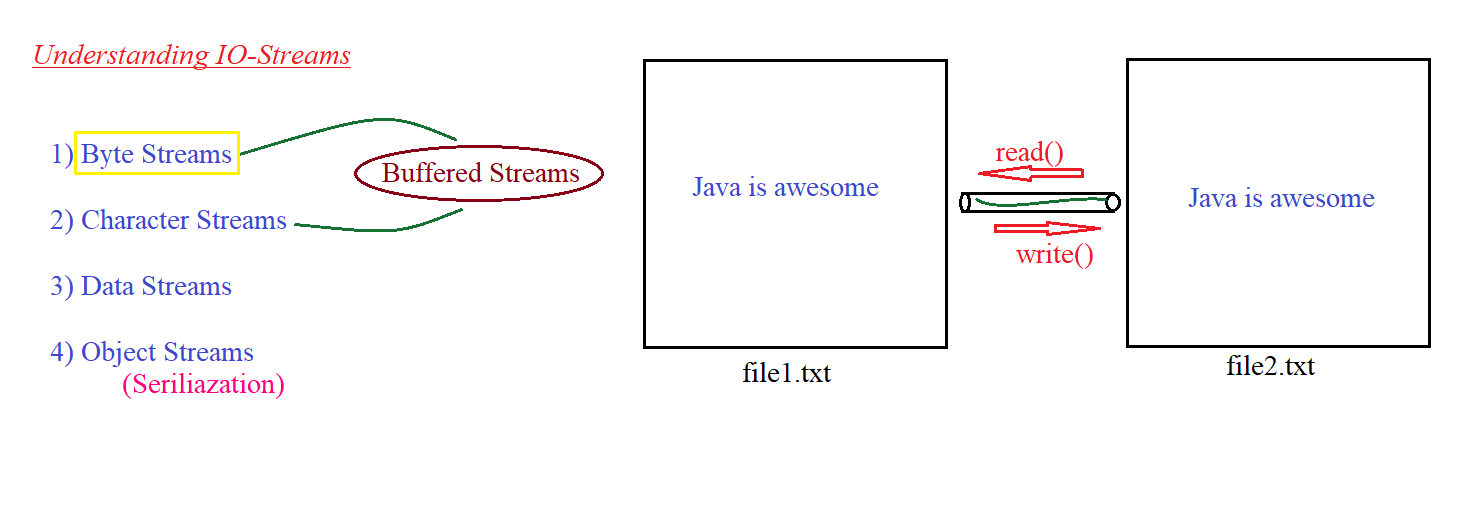 Understanding IO-Streams
1) Byte Streams
Buffered Streams
2) Character Streams
3) Data Streams
4) Object Streams
(Seriliazation)
Java is awesome
file1.txt
read()
write()
Java is awesome
file2.txt